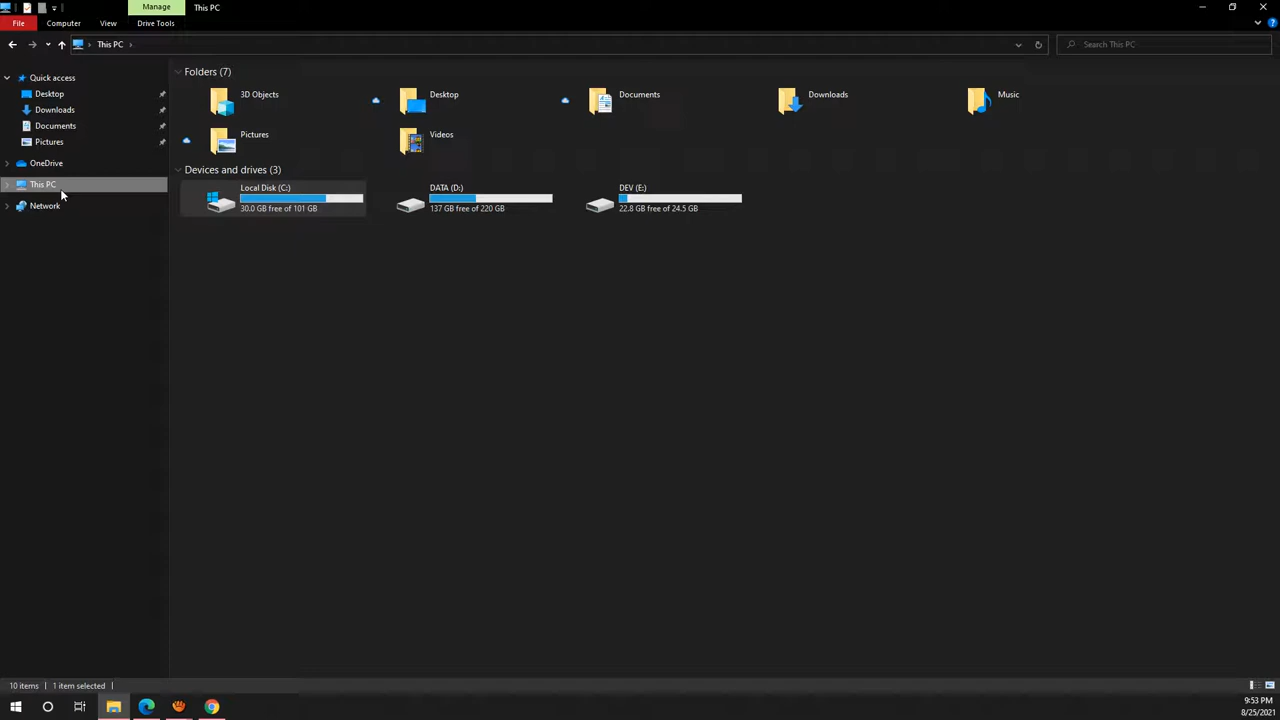 Manage
This PC
File
Computer
View
Drive Tools
This PC
Search This PC
Quick access
Desktop
Downloads
Documents
Pictures
OneDrive
This PC
Network
Folders (7)
3D Objects
Desktop
Documents
Downloads
Music
Pictures
Videos
Devices and drives (3)
Local Disk (C:)
30.0 GB free of 101 GB
DATA (D:)
137 GB free of 220 GB
DEV (E:)
22.8 GB free of 24.5 GB
10 items
1 item selected
9:53 PM
8/25/2021